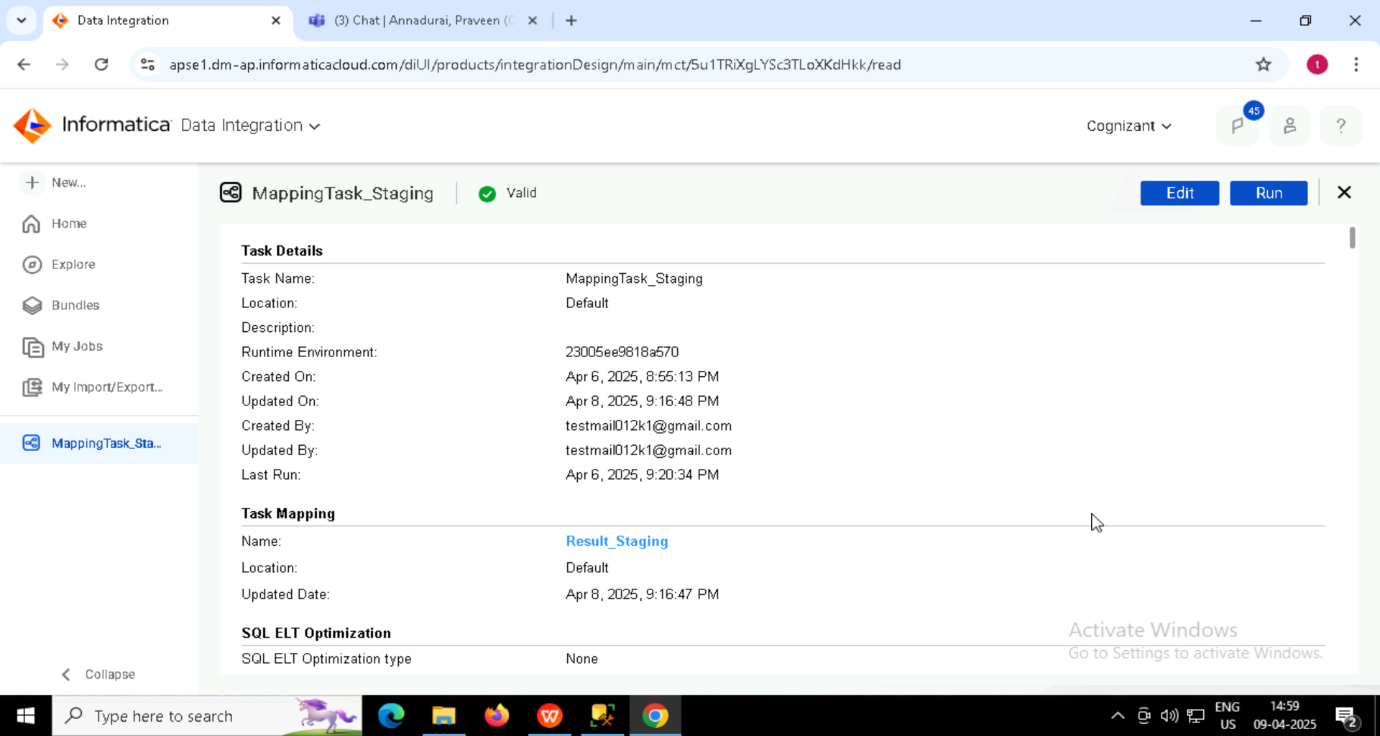 Data Integration
(3) Chat | Annadurai, Praveen (C
apse1.dm-ap.informaticacloud.com/diUI/products/integrationDesign/main/mct/5u1TRiXgLYSc3TLoXKdHkk/read
t
Informatica Data Integration
Cognizant
45
?
New...
Home
Explore
Bundles
My Jobs
My Import/Export...
MappingTask_Sta...
Collapse
MappingTask_Staging
Valid
Edit
Run
Task Details
Task Name: MappingTask_Staging
Location: Default
Description:
Runtime Environment: 23005ee9818a570
Created On: Apr 6, 2025, 8:55:13 PM
Updated On: Apr 8, 2025, 9:16:48 PM
Created By: testmail012k1@gmail.com
Updated By: testmail012k1@gmail.com
Last Run: Apr 6, 2025, 9:20:34 PM
Task Mapping
Name: Result_Staging
Location: Default
Updated Date: Apr 8, 2025, 9:16:47 PM
SQL ELT Optimization
SQL ELT Optimization type None
Activate Windows
Go to Settings to activate Windows.
Type here to search
W
ENG
US
14:59
09-04-2025
2